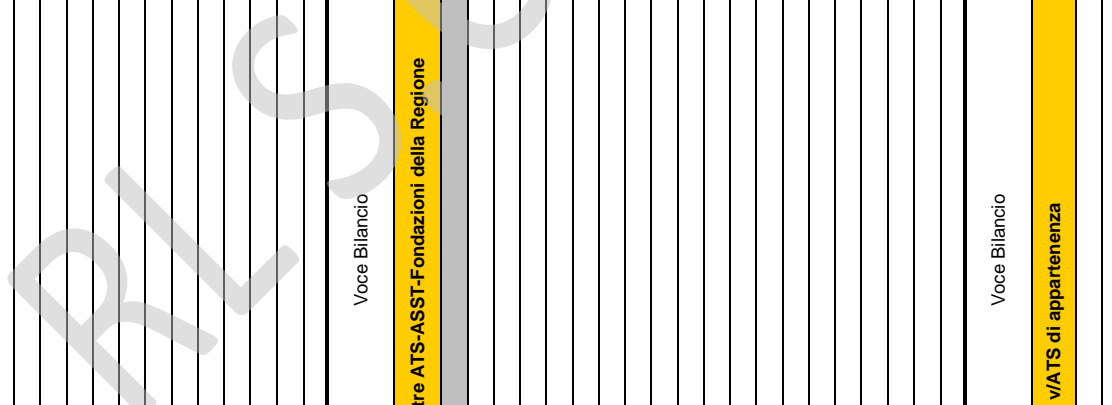 Voce Bilancio
tre ATS-ASST-Fondazioni della Regione
Voce Bilancio
v/ATS di appartenenza
RLS.